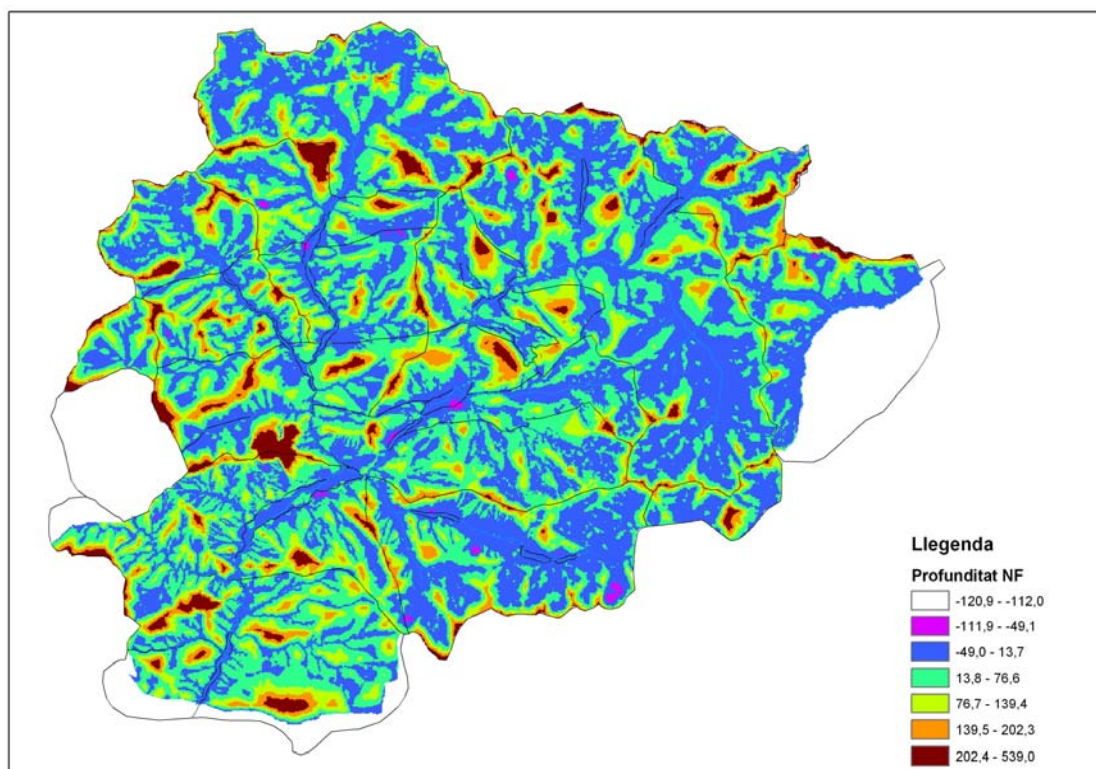 Llegenda
Profunditat NF
-120,9 - -112,0
-111,9 - -49,1
-49,0 - 13,7
13,8 - 76,6
76,7 - 139,4
139,5 - 202,3
202,4 - 539,0